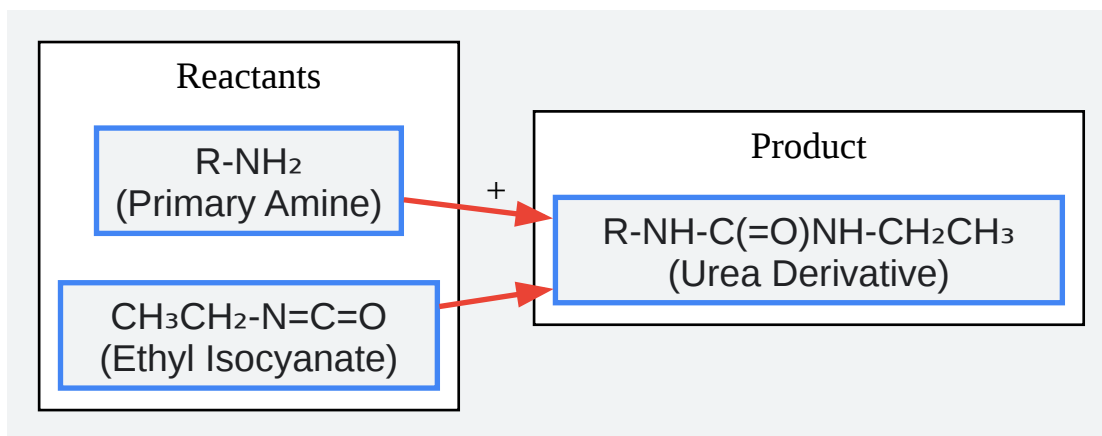 Reactants
R-NH₂
(Primary Amine)
CH₃CH₂-N=C=O
(Ethyl Isocyanate)
+
Product
R-NH-C(=O)NH-CH₂CH₃
(Urea Derivative)